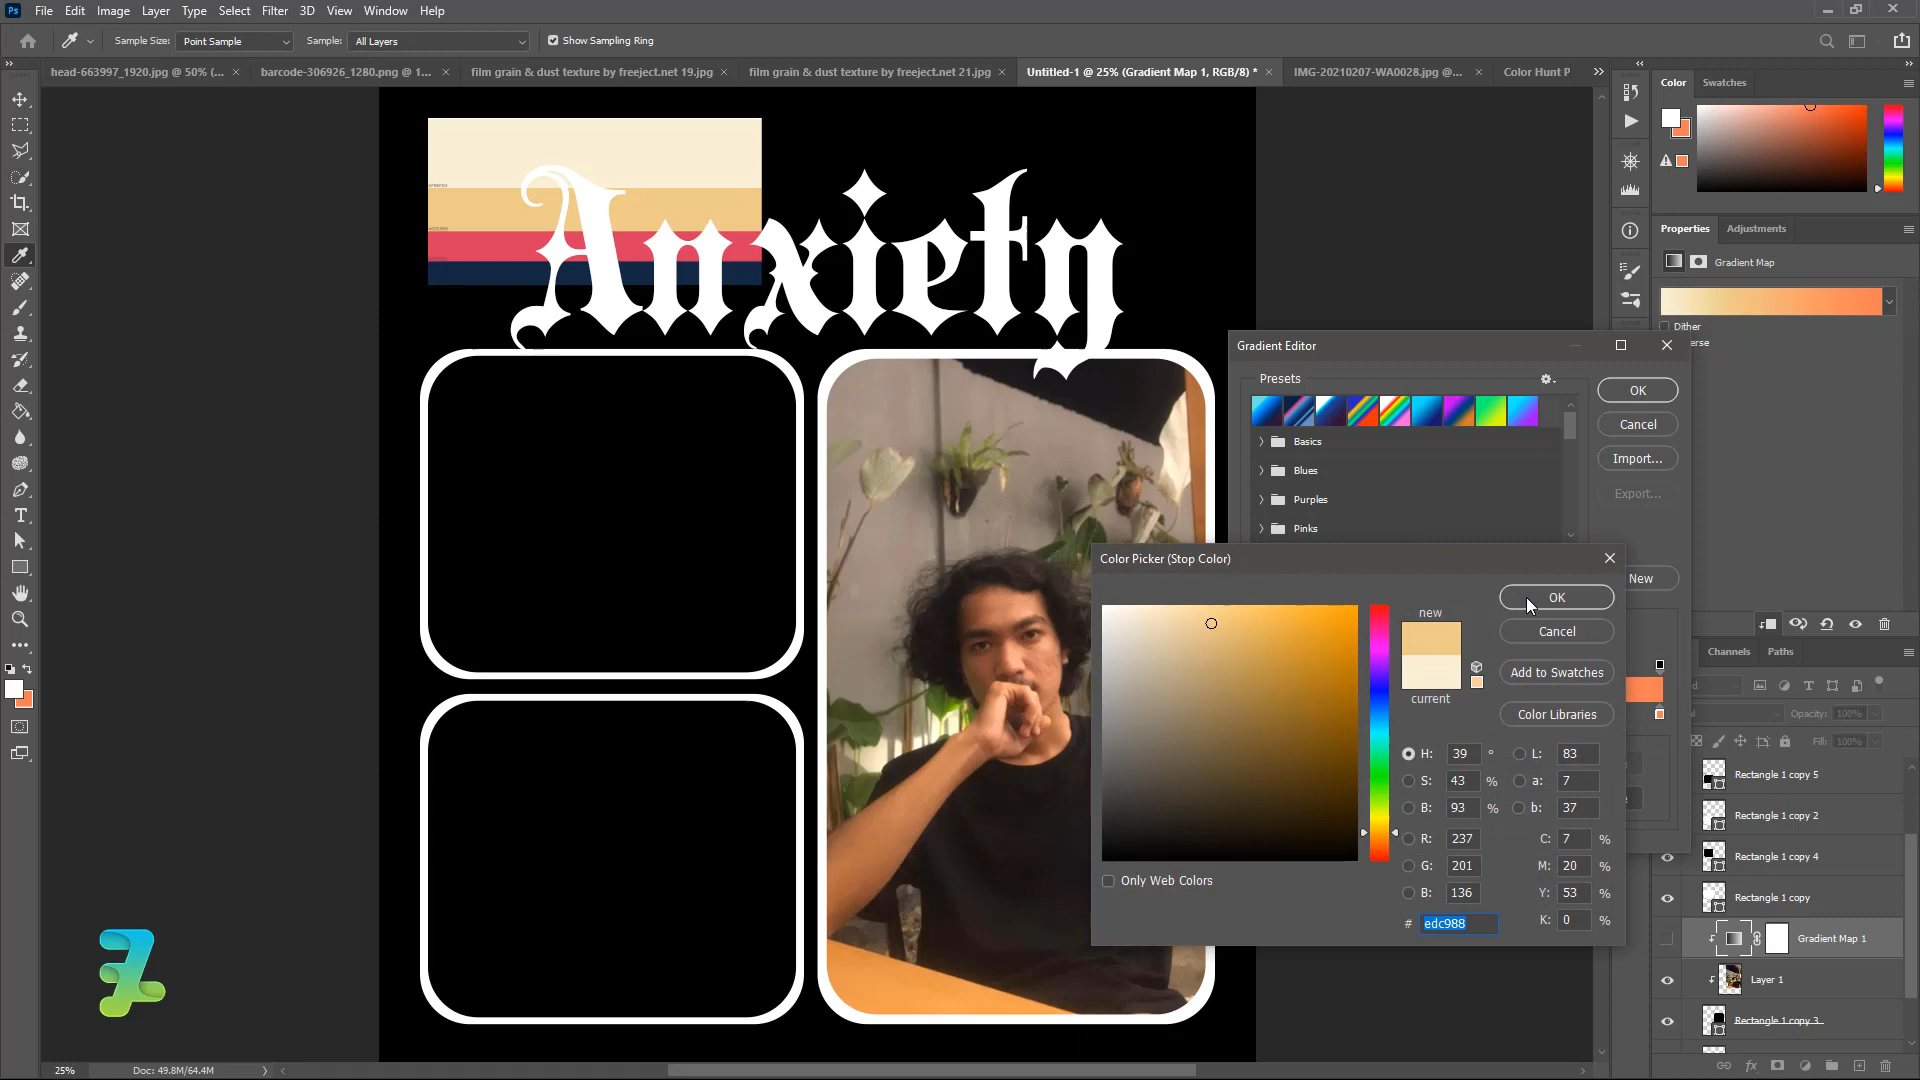 Ps File Edit Image Layer Type Select Filter 3D View Window Help
Sample Size: Point Sample Sample: All Layers Show Sampling Ring
head-663997_1920.jpg @ 50% (... × barcode-306926_1280.png @ 1... × film grain & dust texture by freeject.net 19.jpg × film grain & dust texture by freeject.net 21.jpg × Untitled-1 @ 25% (Gradient Map 1, RGB/8) * × IMG-20210207-WA0028.jpg @... × Color Hunt P
Color Swatches
Anxiety
Properties Adjustments
Gradient Map
Dither
erse
Gradient Editor
Presets
OK
Cancel
Import...
Export...
Basics
Blues
Purples
Pinks
New
Color Picker (Stop Color)
new
current
OK
Cancel
Add to Swatches
Color Libraries
H: 39 ° L: 83
S: 43 % a: 7
B: 93 % b: 37
R: 237 C: 7 %
G: 201 M: 20 %
B: 136 Y: 53 %
# edc988 K: 0 %
Only Web Colors
Channels Paths
Opacity: 100%
Fill: 100%
Rectangle 1 copy 5
Rectangle 1 copy 2
Rectangle 1 copy 4
Rectangle 1 copy
Gradient Map 1
Layer 1
Rectangle 1 copy 3
25% Doc: 49.8M/64.4M